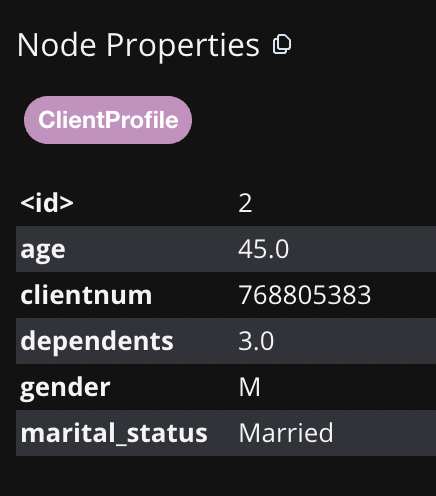 Node Properties
ClientProfile
<id> 2
age 45.0
clientnum 768805383
dependents 3.0
gender M
marital_status Married